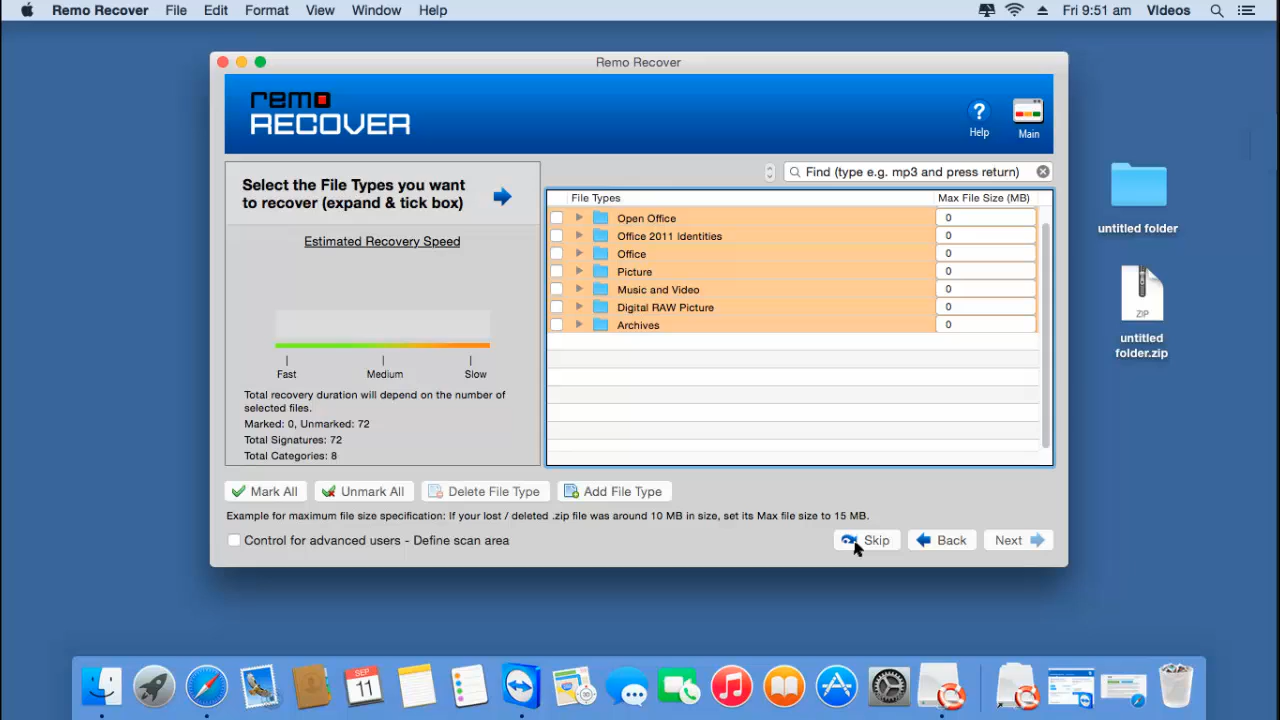 Remo Recover File Edit Format View Window Help Fri 9:51 am VIdeos
Remo Recover
remo
RECOVER
? Help Main
Select the File Types you want
to recover (expand & tick box)
Estimated Recovery Speed
Fast Medium Slow
Total recovery duration will depend on the number of
selected files.
Marked: 0, Unmarked: 72
Total Signatures: 72
Total Categories: 8
Find (type e.g. mp3 and press return)
File Types Max File Size (MB)
Open Office 0
Office 2011 Identities 0
Office 0
Picture 0
Music and Video 0
Digital RAW Picture 0
Archives 0
Mark All Unmark All Delete File Type Add File Type
Example for maximum file size specification: If your lost / deleted .zip file was around 10 MB in size, set its Max file size to 15 MB.
Control for advanced users - Define scan area
Skip Back Next
untitled folder
ZIP
untitled
folder.zip
SEP
11